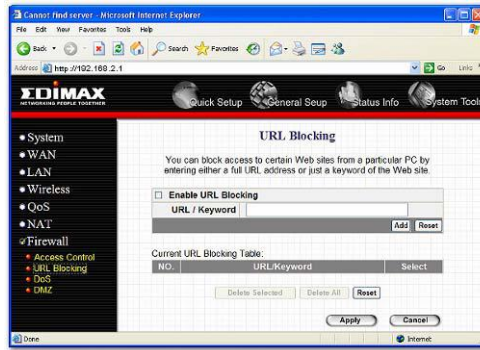 Cannot find server - Microsoft Internet Explorer
File Edit View Favorites Tools Help
Back Search Favorites
Address http://192.168.2.1 Go Links
EDIMAX
NETWORKING PEOPLE TOGETHER
Quick Setup General Seup Status Info System Tools
System
WAN
LAN
Wireless
QoS
NAT
Firewall
Access Control
URL Blocking
DoS
DMZ
URL Blocking
You can block access to certain Web sites from a particular PC by
entering either a full URL address or just a keyword of the Web site.
Enable URL Blocking
URL / Keyword
Add Reset
Current URL Blocking Table:
NO. URL/Keyword Select
Delete Selected Delete All Reset
Apply Cancel
Done Internet